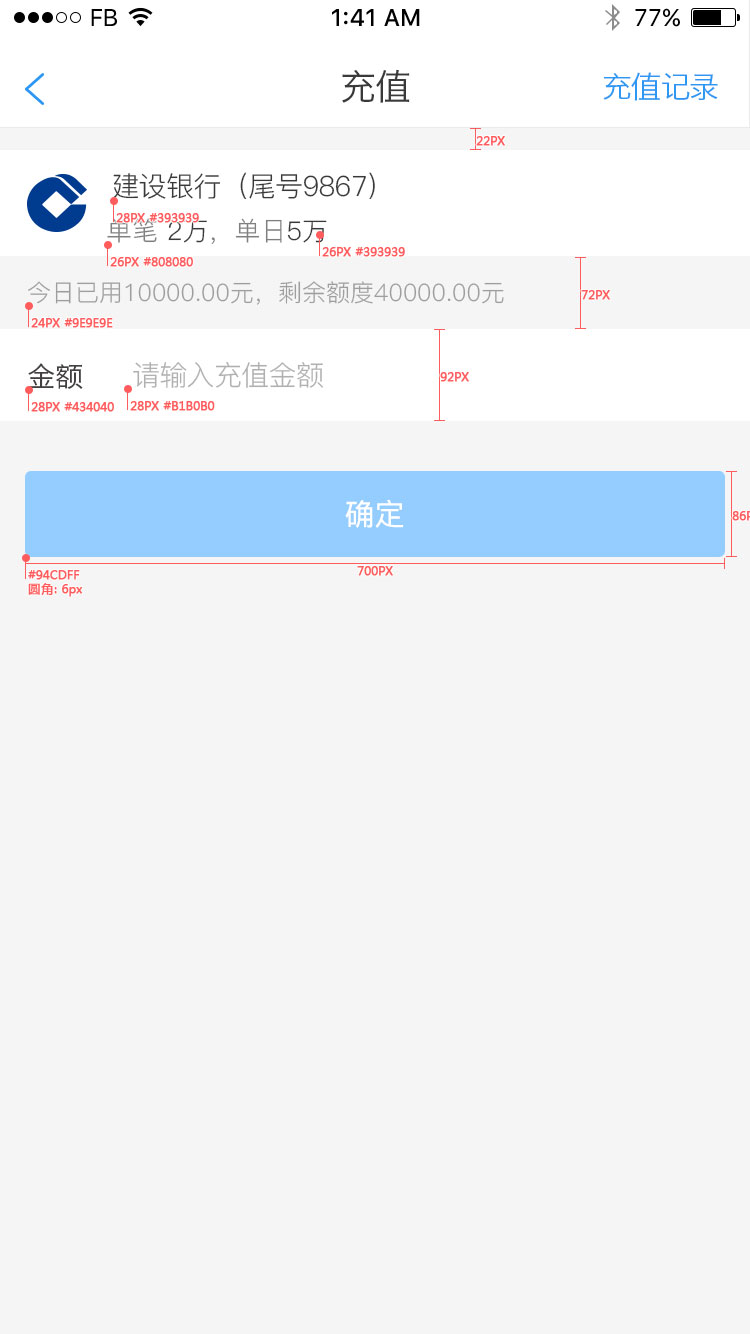 FB 1:41 AM 77%
充值 充值记录
22PX
建设银行（尾号9867）
28PX #393939
单笔 2万，单日5万
26PX #393939
26PX #808080
今日已用10000.00元，剩余额度40000.00元
72PX
24PX #9E9E9E
金额 请输入充值金额
92PX
28PX #434040 28PX #B1B0B0
确定
86P
700PX
#94CDFF
圆角: 6px